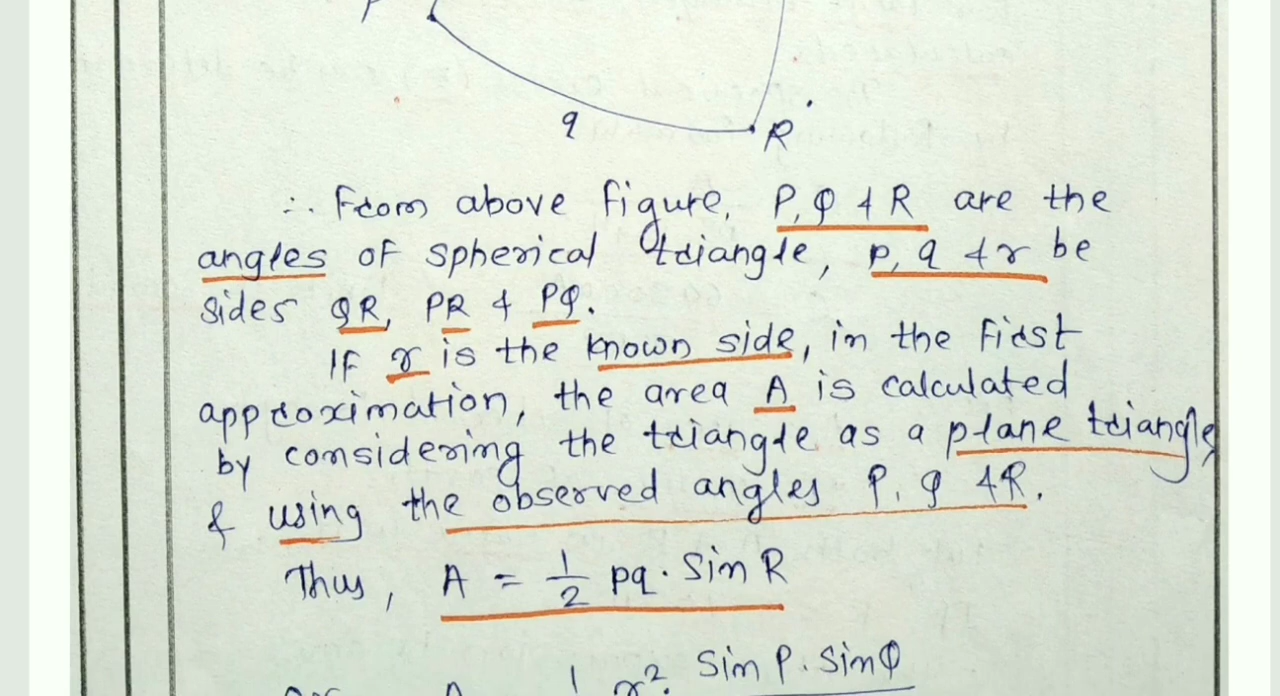 q
R
∴ From above figure, P, Q & R are the
angles of spherical triangle, p, q & r be
sides QR, PR & PQ.
If r is the known side, in the first
approximation, the area A is calculated
by considering the triangle as a plane triangle,
& using the observed angles P, Q & R.
Thus, A = 1/2 pq. Sin R
Sin P. Sin Q